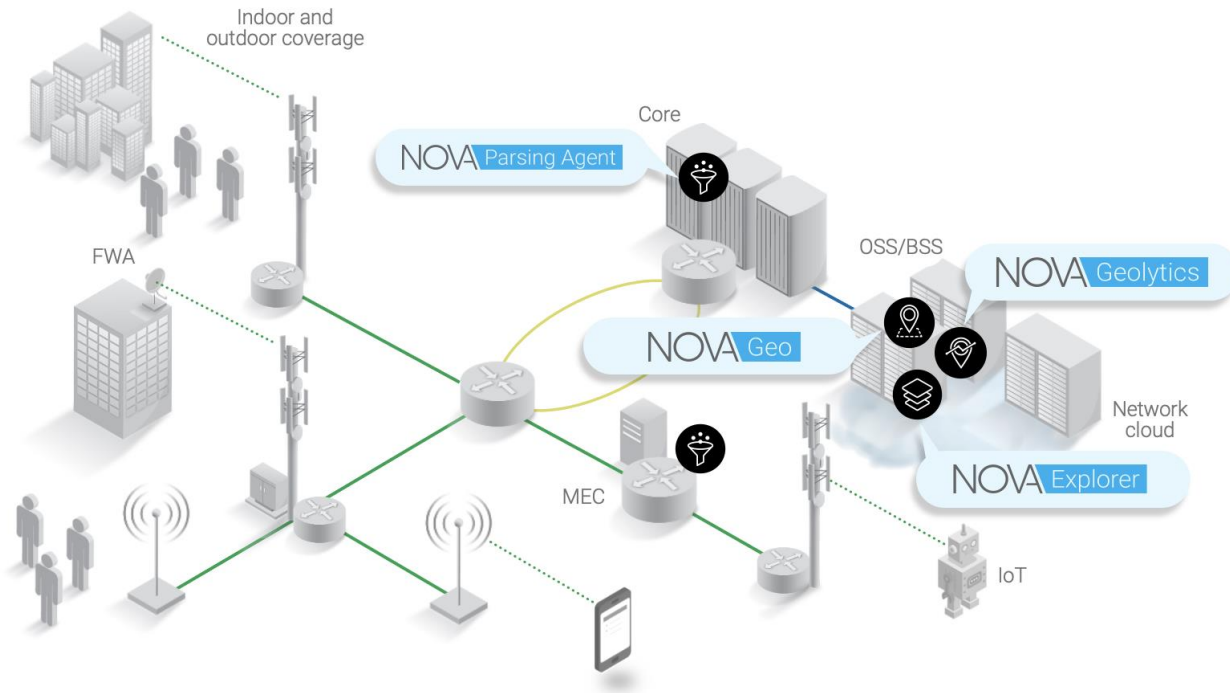 Indoor and
outdoor coverage
Core
NOVA Parsing Agent
FWA
OSS/BSS
NOVA Geolytics
NOVA Geo
Network
cloud
MEC
NOVA Explorer
IoT